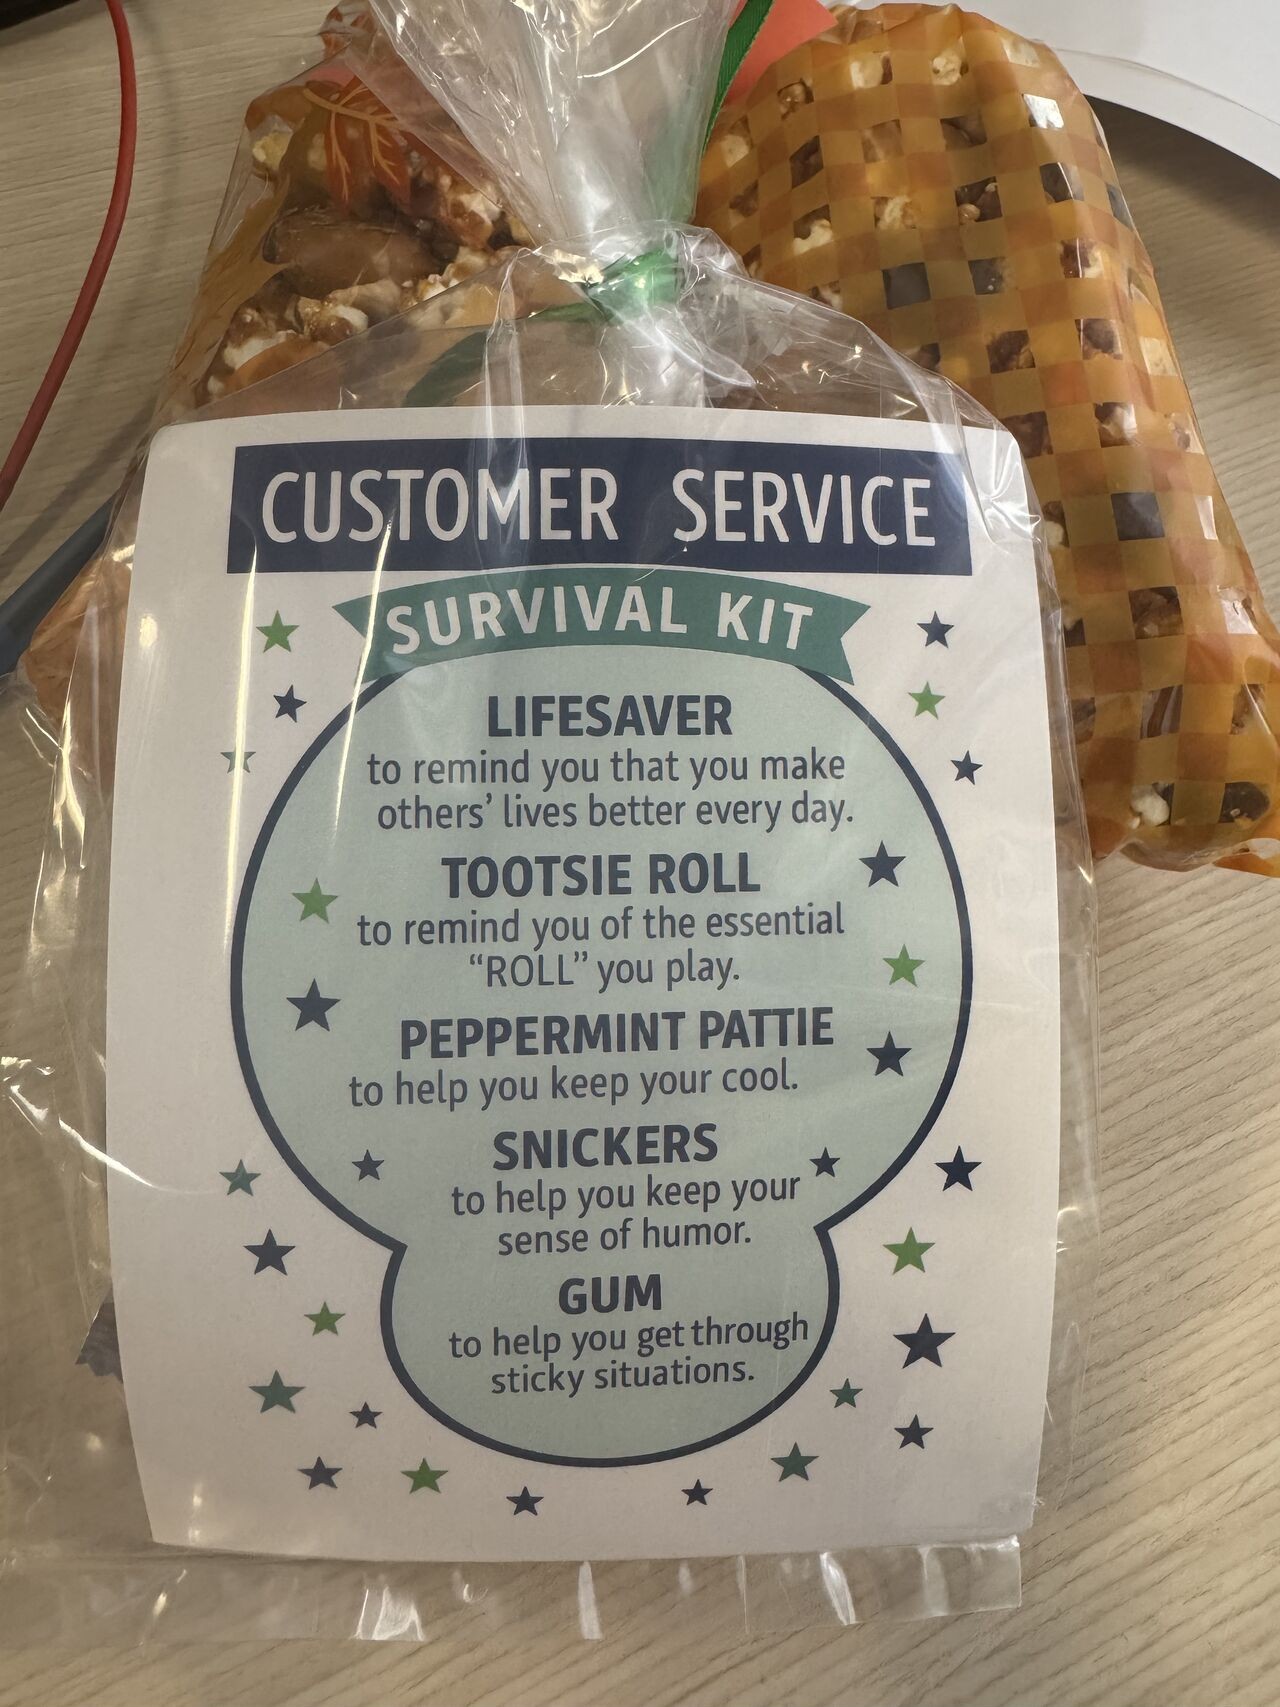 CUSTOMER SERVICE
SURVIVAL KIT
LIFESAVER
to remind you that you make
others’ lives better every day.
TOOTSIE ROLL
to remind you of the essential
“ROLL” you play.
PEPPERMINT PATTIE
to help you keep your cool.
SNICKERS
to help you keep your
sense of humor.
GUM
to help you get through
sticky situations.